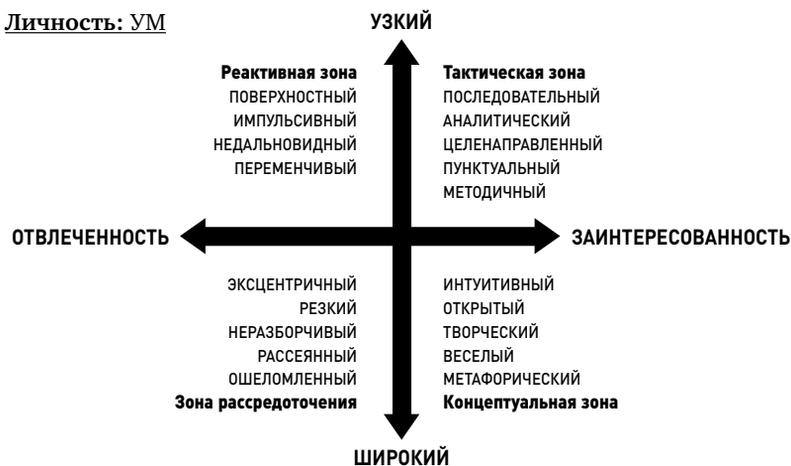 Личность: УМ
УЗКИЙ
Реактивная зона
ПОВЕРХНОСТНЫЙ
ИМПУЛЬСИВНЫЙ
НЕДАЛЬНОВИДНЫЙ
ПЕРЕМЕНЧИВЫЙ
Тактическая зона
ПОСЛЕДОВАТЕЛЬНЫЙ
АНАЛИТИЧЕСКИЙ
ЦЕЛЕНАПРАВЛЕННЫЙ
ПУНКТУАЛЬНЫЙ
МЕТОДИЧНЫЙ
ОТВЛЕЧЕННОСТЬ
ЗАИНТЕРЕСОВАННОСТЬ
ЭКСЦЕНТРИЧНЫЙ
РЕЗКИЙ
НЕРАЗБОРЧИВЫЙ
РАССЕЯННЫЙ
ОШЕЛОМЛЕННЫЙ
Зона рассредоточения
ИНТУИТИВНЫЙ
ОТКРЫТЫЙ
ТВОРЧЕСКИЙ
ВЕСЕЛЫЙ
МЕТАФОРИЧЕСКИЙ
Концептуальная зона
ШИРОКИЙ